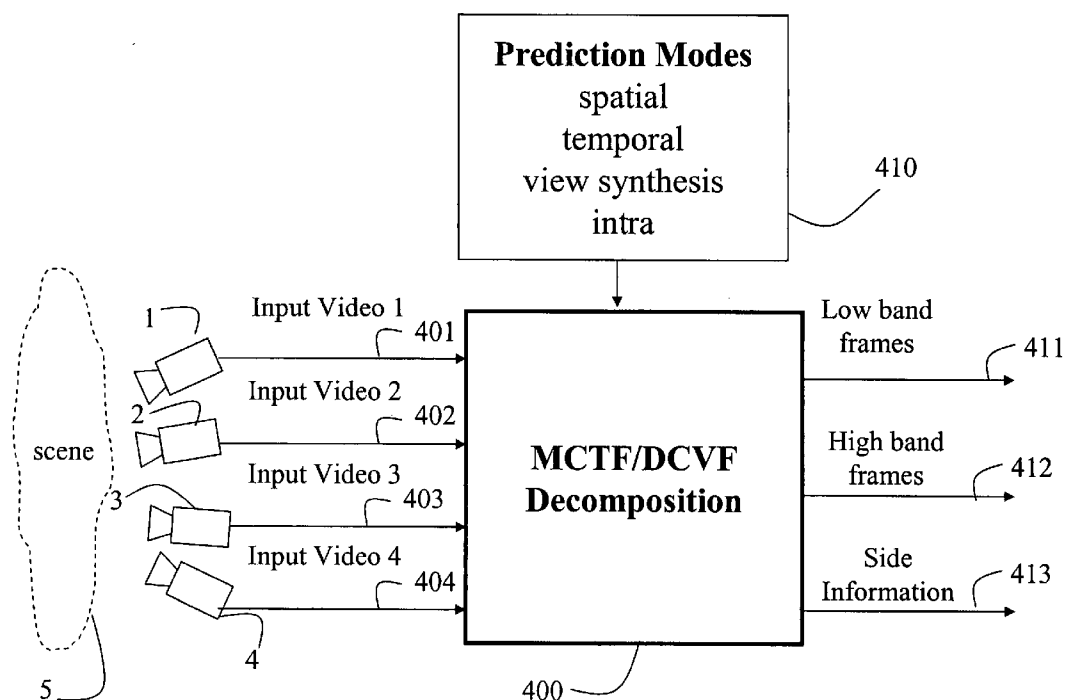 Prediction Modes
spatial
temporal
view synthesis
intra
410
scene
5
1
Input Video 1
401
2
Input Video 2
402
3
Input Video 3
403
4
Input Video 4
404
MCTF/DCVF
Decomposition
400
Low band
frames
411
High band
frames
412
Side
Information
413